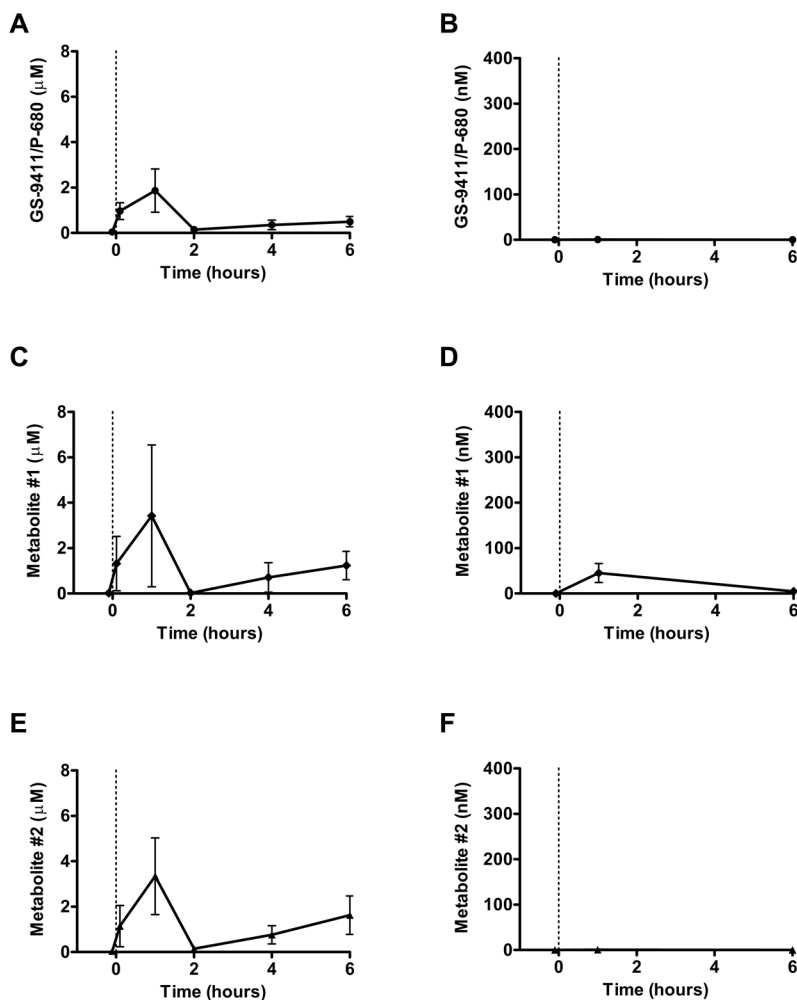 A
GS-9411/P-680 (μM)
8
6
4
2
0
0 2 4 6
Time (hours)
B
GS-9411/P-680 (nM)
400
300
200
100
50
0
0 2 4 6
Time (hours)
C
Metabolite #1 (μM)
8
6
4
2
0
0 2 4 6
Time (hours)
D
Metabolite #1 (nM)
400
300
200
100
50
0
0 2 4 6
Time (hours)
E
Metabolite #2 (μM)
8
6
4
2
0
0 2 4 6
Time (hours)
F
Metabolite #2 (nM)
400
300
200
100
50
0
0 2 4 6
Time (hours)